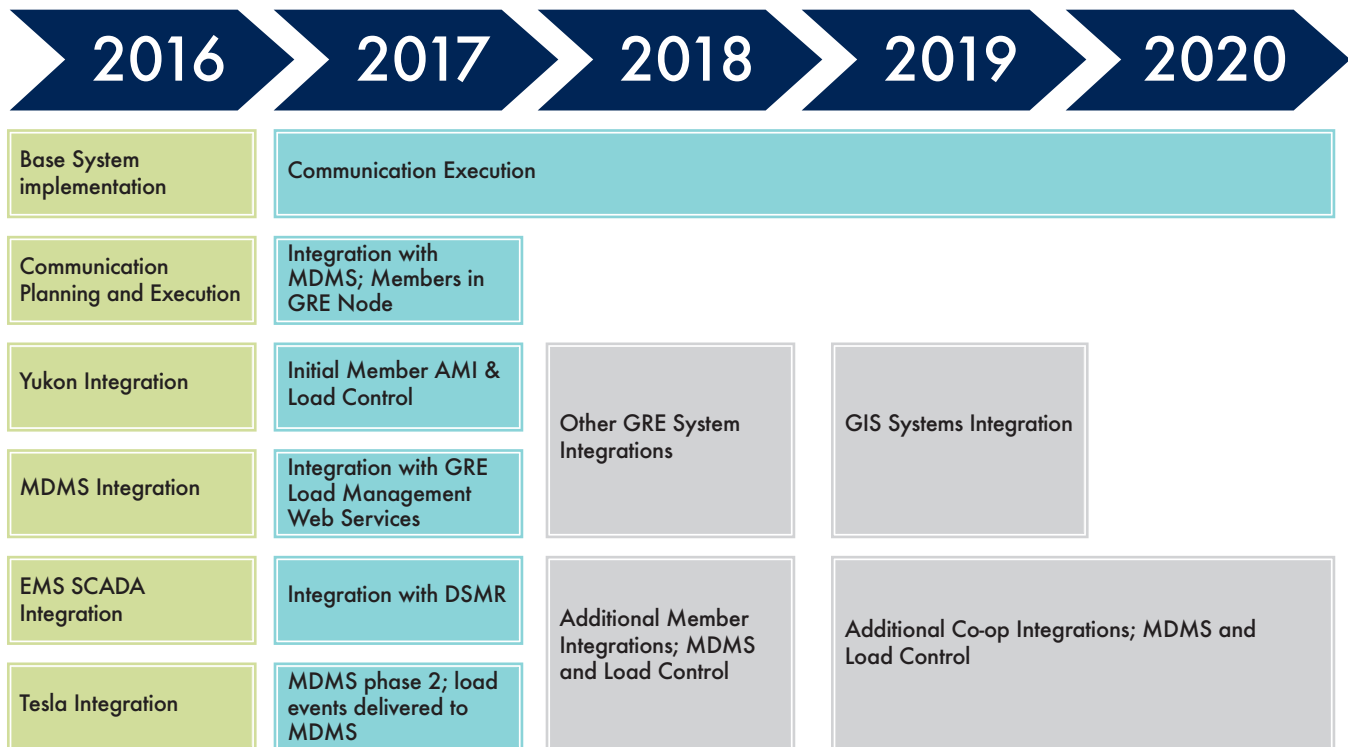 2016
2017
2018
2019
2020
Base System
implementation
Communication Execution
Communication
Planning and Execution
Integration with
MDMS; Members in
GRE Node
Yukon Integration
Initial Member AMI &
Load Control
Other GRE System
Integrations
GIS Systems Integration
MDMS Integration
Integration with GRE
Load Management
Web Services
EMS SCADA
Integration
Integration with DSMR
Additional Member
Integrations; MDMS
and Load Control
Additional Co-op Integrations; MDMS and
Load Control
Tesla Integration
MDMS phase 2; load
events delivered to
MDMS